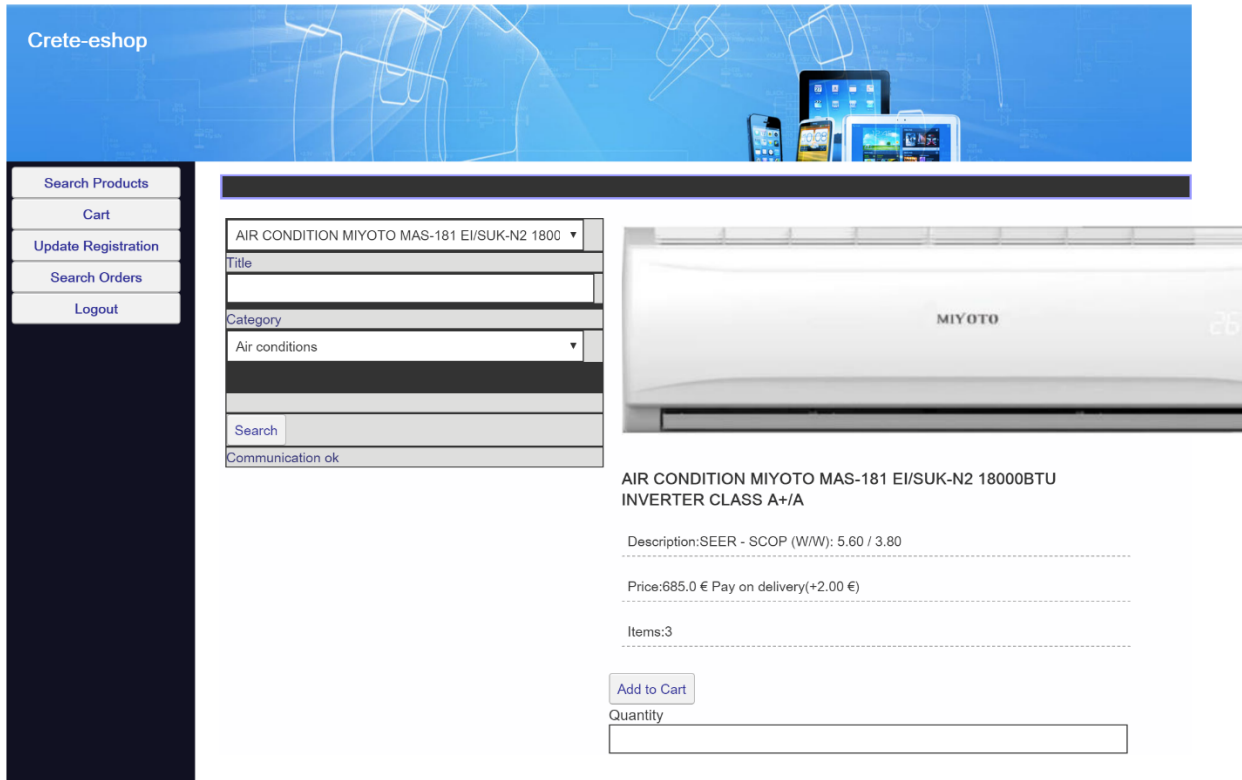 Crete-eshop
Search Products
Cart
Update Registration
Search Orders
Logout
AIR CONDITION MIYOTO MAS-181 EI/SUK-N2 1800
Title
Category
Air conditions
Search
Communication ok
MIYOTO
26
AIR CONDITION MIYOTO MAS-181 EI/SUK-N2 18000BTU
INVERTER CLASS A+/A
Description:SEER - SCOP (W/W): 5.60 / 3.80
Price:685.0 € Pay on delivery(+2.00 €)
Items:3
Add to Cart
Quantity